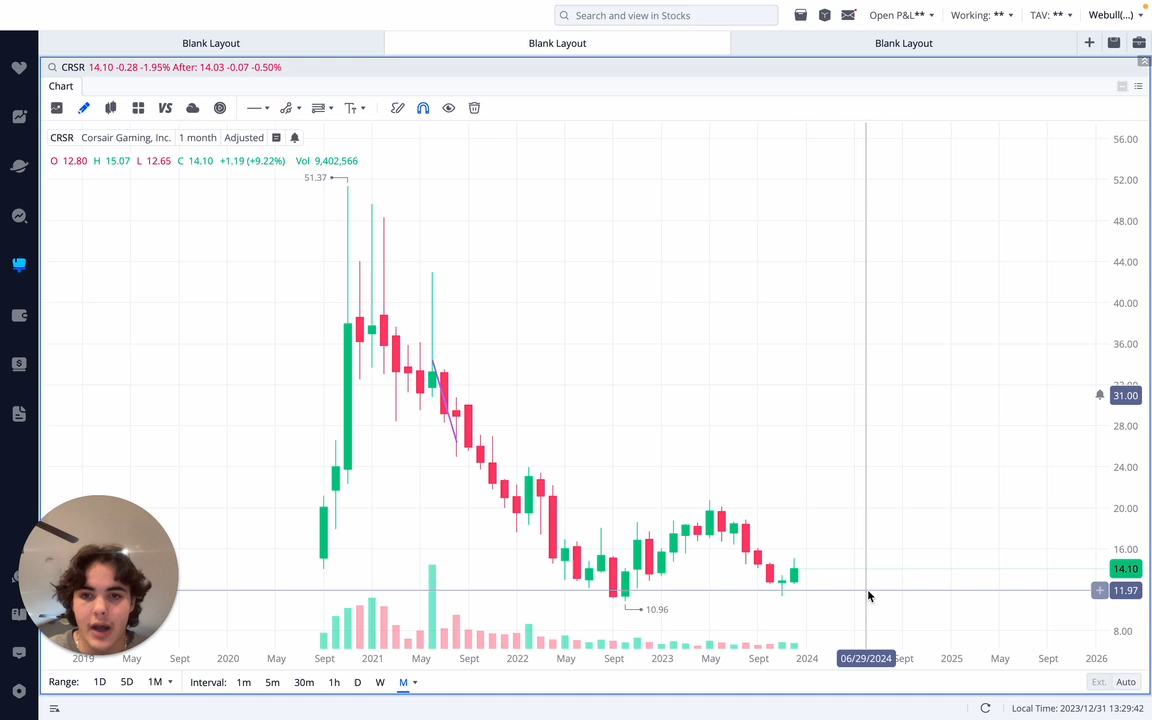 Search and view in Stocks
Open P&L**
Working: **
TAV: **
Webull(...)
Blank Layout
Blank Layout
Blank Layout
CRSR 14.10 -0.28 -1.95% After: 14.03 -0.07 -0.50%
Chart
VS
CRSR Corsair Gaming, Inc. 1 month Adjusted
O 12.80 H 15.07 L 12.65 C 14.10 +1.19 (+9.22%) Vol 9,402,566
51.37
10.96
56.00
52.00
48.00
44.00
40.00
36.00
32.00
31.00
28.00
24.00
20.00
16.00
14.10
11.97
8.00
2019 May Sept 2020 May Sept 2021 May Sept 2022 May Sept 2023 May Sept 2024 06/29/2024 Sept 2025 May Sept 2026
Range: 1D 5D 1M Interval: 1m 5m 30m 1h D W M
Ext. Auto
Local Time: 2023/12/31 13:29:42